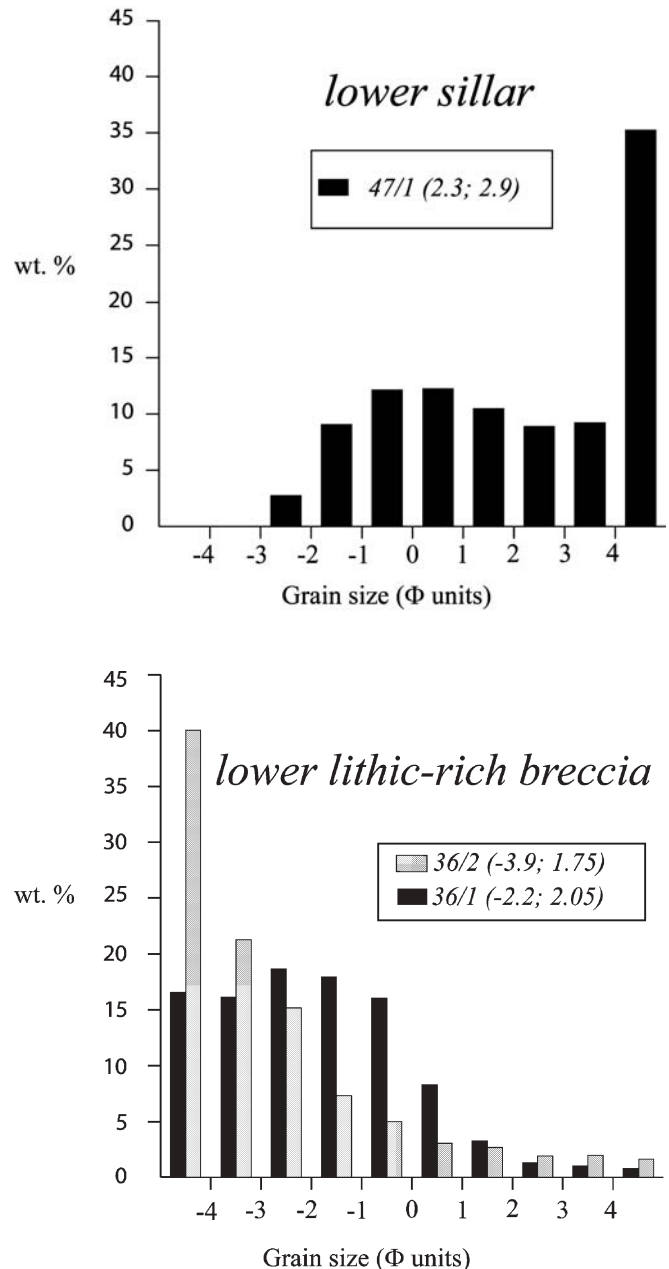 45
lower sillar
40
35
47/1 (2.3; 2.9)
30
wt. %
25
20
15
10
5
0
-4 -3 -2 -1 0 1 2 3 4
Grain size (Φ units)
45
40
lower lithic-rich breccia
35
30
36/2 (-3.9; 1.75)
36/1 (-2.2; 2.05)
wt. %
25
20
15
10
5
0
-4 -3 -2 -1 0 1 2 3 4
Grain size (Φ units)